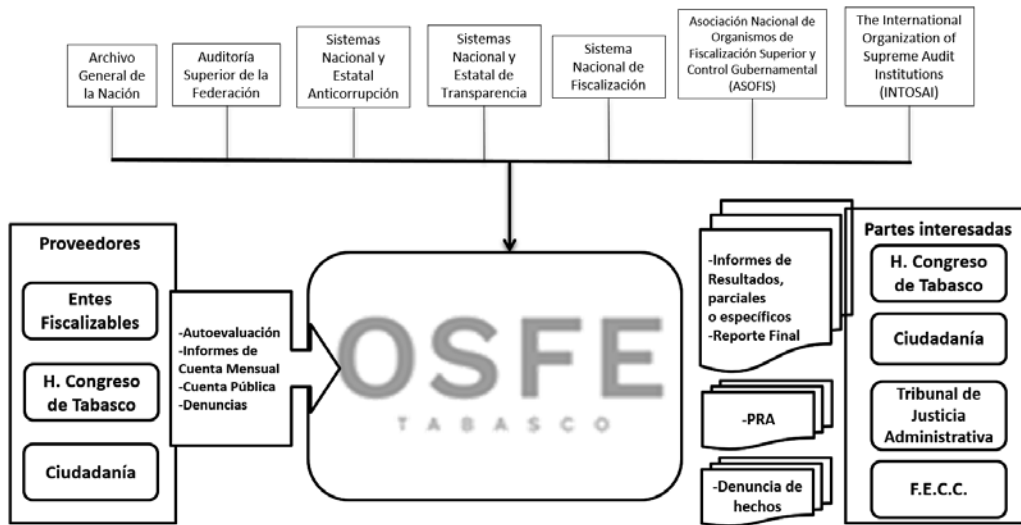 Archivo
General de
la Nación
Auditoría
Superior de la
Federación
Sistemas
Nacional y
Estatal
Anticorrupción
Sistemas
Nacional y
Estatal de
Transparencia
Sistema
Nacional de
Fiscalización
Asociación Nacional de
Organismos de
Fiscalización Superior y
Control Gubernamental
(ASOFIS)
The International
Organization of
Supreme Audit
Institutions
(INTOSAI)
Proveedores
Entes
Fiscalizables
H. Congreso
de Tabasco
Ciudadanía
-Autoevaluación
-Informes de
Cuenta Mensual
-Cuenta Pública
-Denuncias
OSFE
TABASCO
-Informes de
Resultados,
parciales
o específicos
-Reporte Final
-PRA
-Denuncia de
hechos
Partes interesadas
H. Congreso
de Tabasco
Ciudadanía
Tribunal de
Justicia
Administrativa
F.E.C.C.